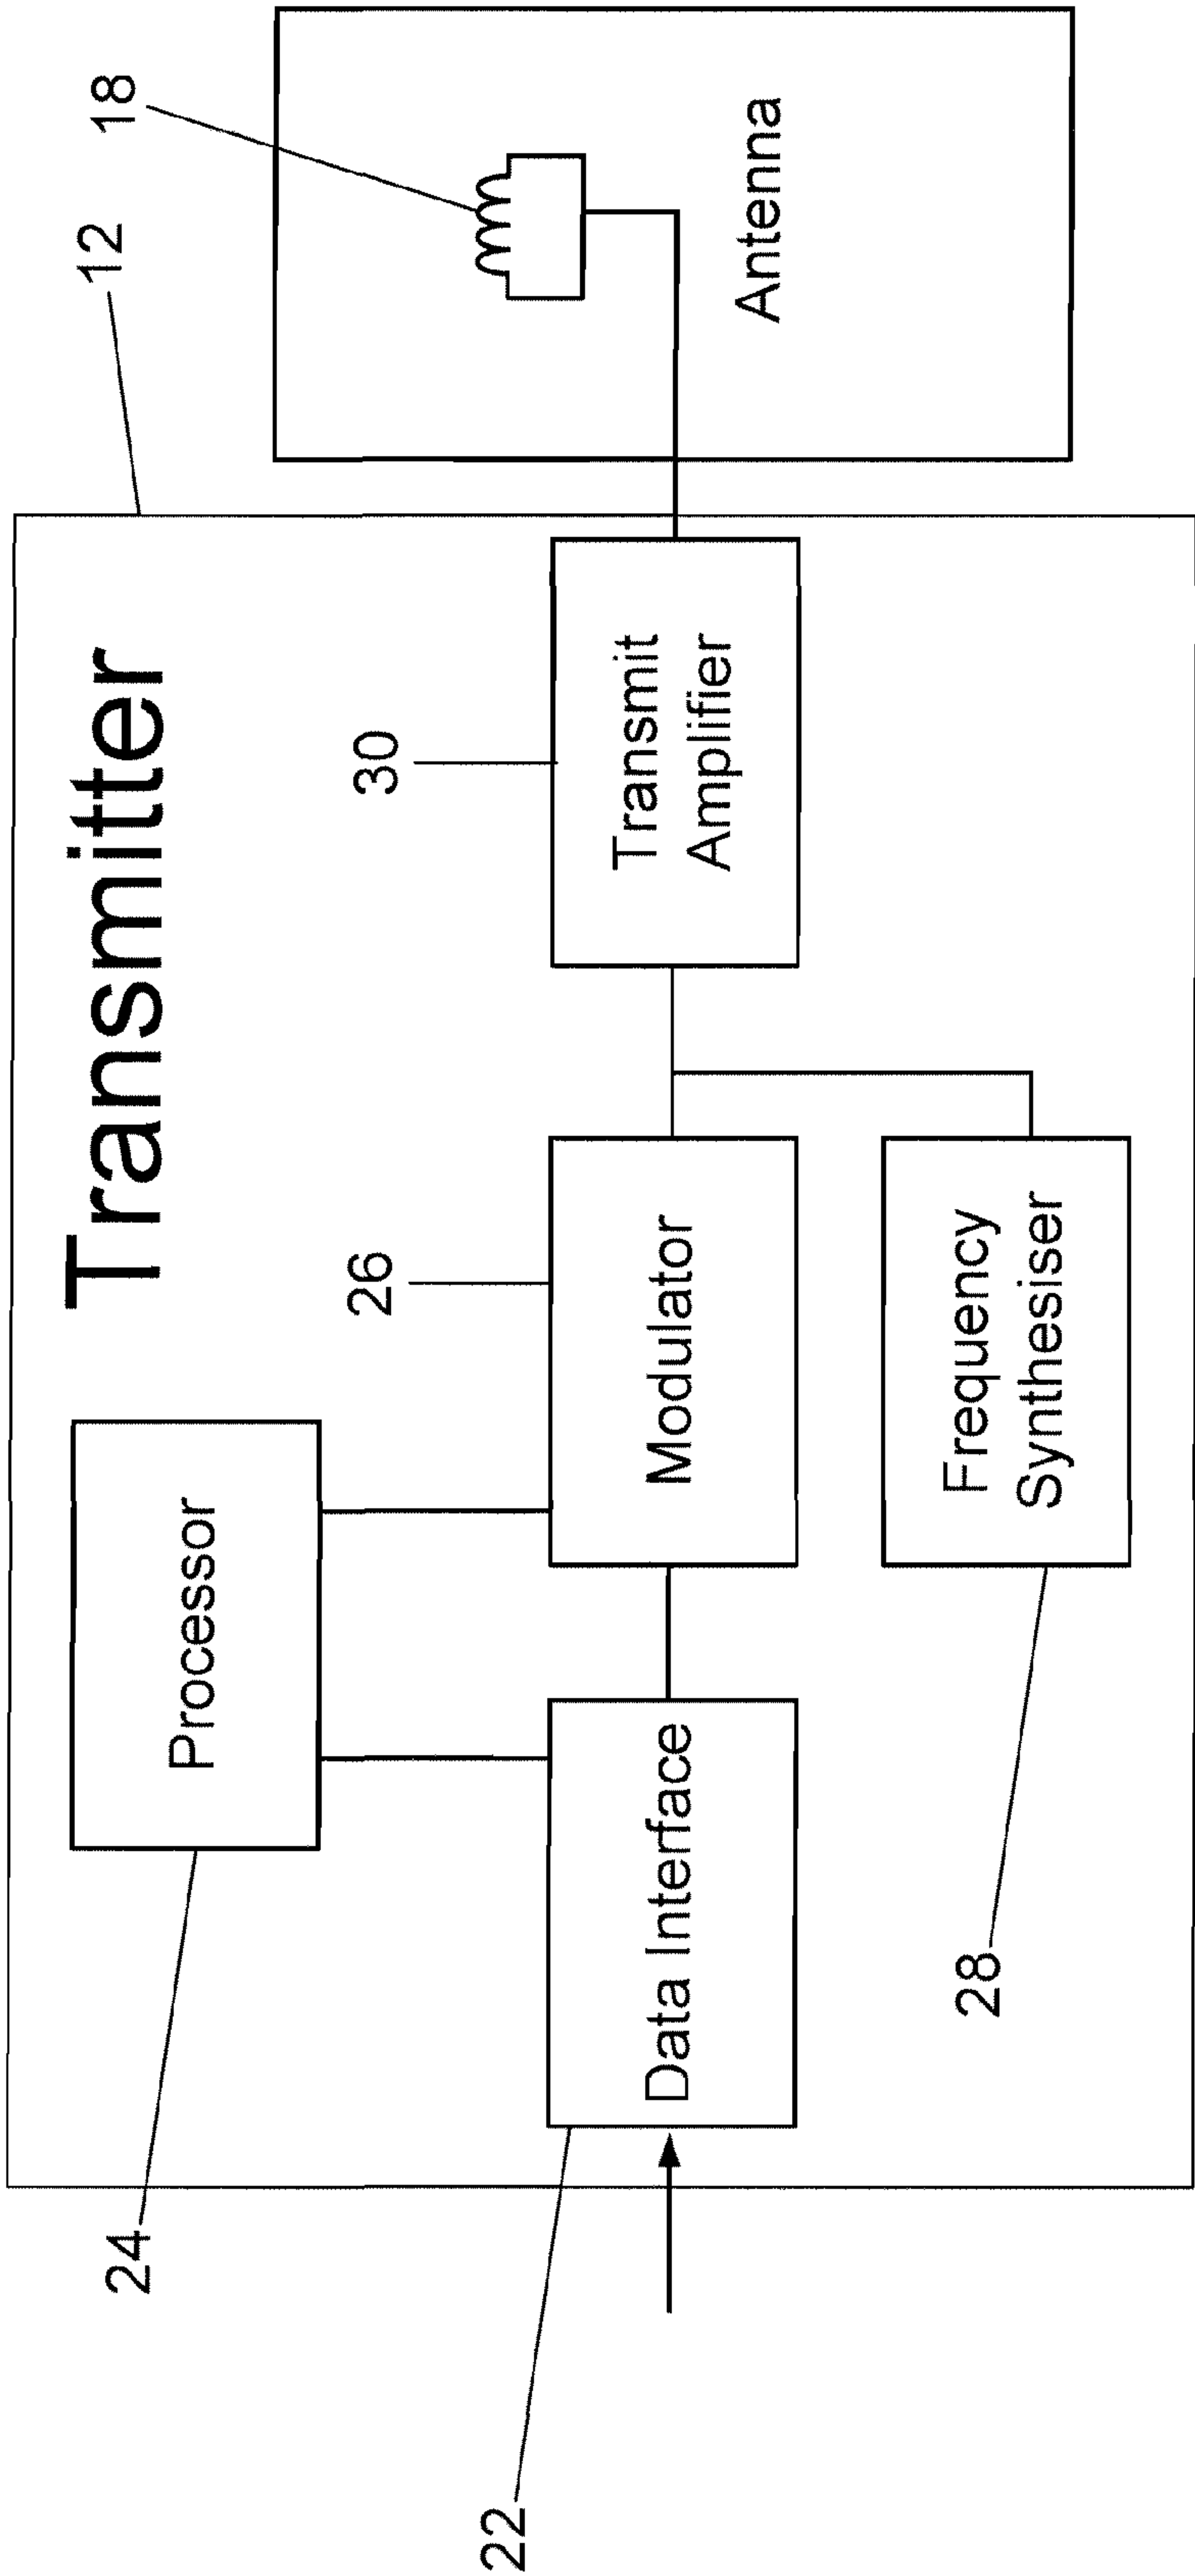 Transmitter
12
18
24
Processor
26
30
22
Data Interface
Modulator
Transmit
Amplifier
Antenna
28
Frequency
Synthesiser